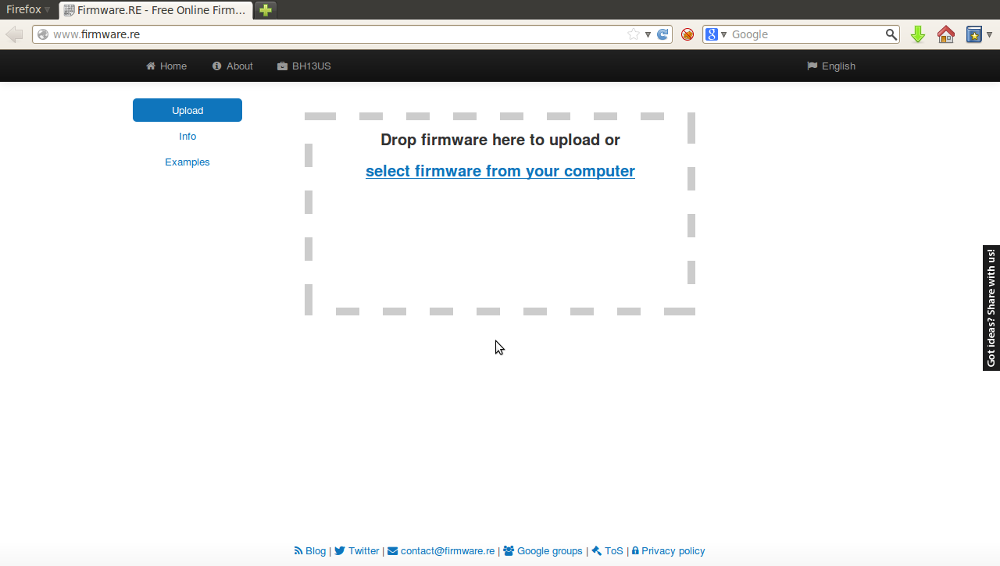 Firefox
Firmware.RE - Free Online Firm...
www.firmware.re
Google
Home About BH13US English
Upload
Info
Examples
Drop firmware here to upload or
select firmware from your computer
Got ideas? Share with us!
Blog | Twitter | contact@firmware.re | Google groups | ToS | Privacy policy